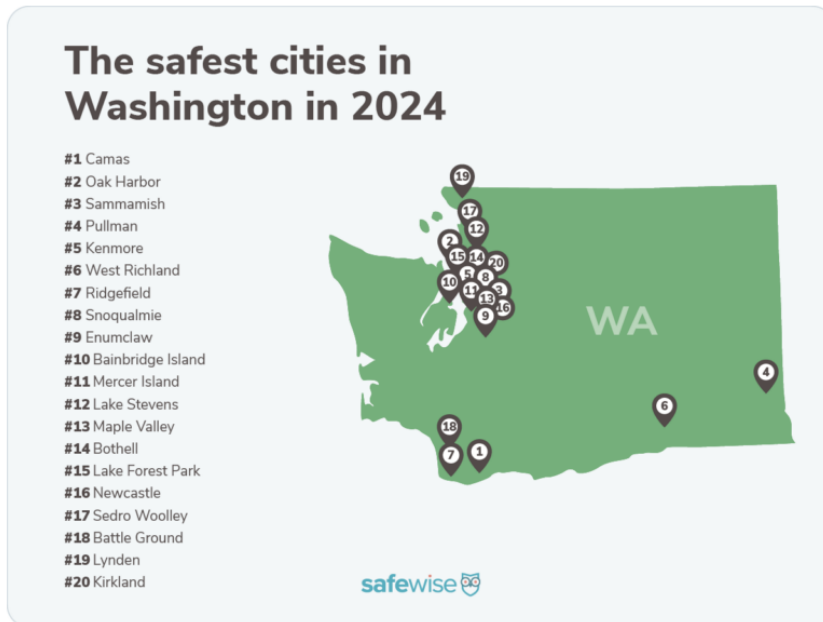 The safest cities in
Washington in 2024
#1 Camas
#2 Oak Harbor
#3 Sammamish
#4 Pullman
#5 Kenmore
#6 West Richland
#7 Ridgefield
#8 Snoqualmie
#9 Enumclaw
#10 Bainbridge Island
#11 Mercer Island
#12 Lake Stevens
#13 Maple Valley
#14 Bothell
#15 Lake Forest Park
#16 Newcastle
#17 Sedro Woolley
#18 Battle Ground
#19 Lynden
#20 Kirkland
19
17
12
2
15 14 20
5 8
10 11 3
13 16
9
WA
4
6
18
7 1
safewise